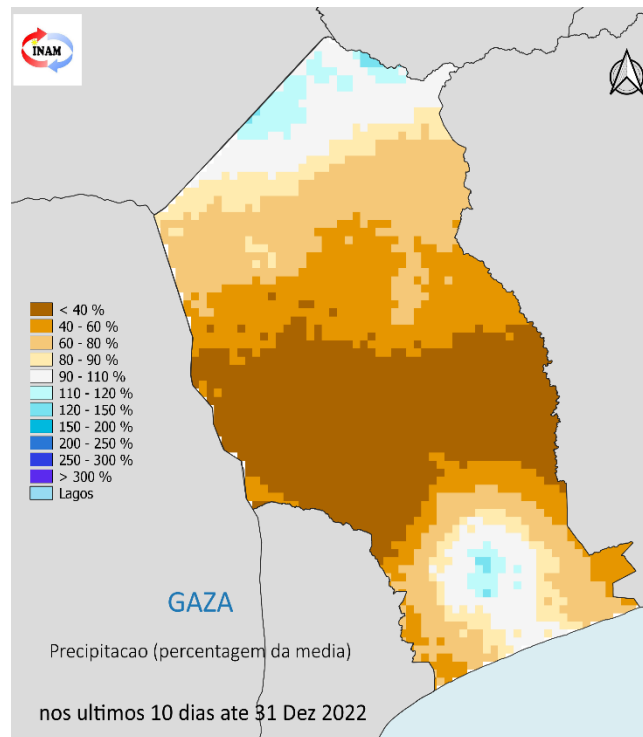 INAM
< 40 %
40 - 60 %
60 - 80 %
80 - 90 %
90 - 110 %
110 - 120 %
120 - 150 %
150 - 200 %
200 - 250 %
250 - 300 %
> 300 %
Lagos
GAZA
Precipitacao (percentagem da media)
nos ultimos 10 dias ate 31 Dez 2022